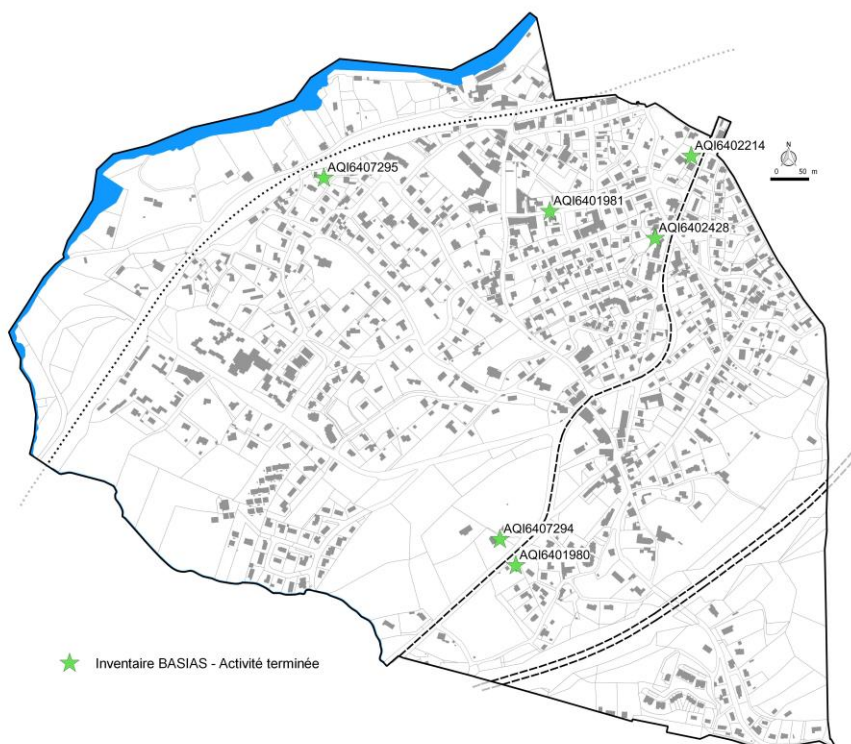 AQI6402214
N
0 50 m
AQI6407295
AQI6401981
AQI6402428
AQI6407294
AQI6401980
Inventaire BASIAS - Activité terminée